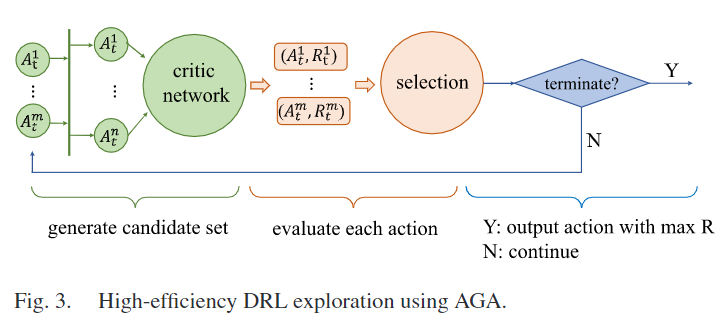 A_t^1
⋮
A_t^m
A_t^1
⋮
A_t^n
critic
network
(A_t^1, R_t^1)
⋮
(A_t^m, R_t^m)
selection
terminate?
Y
N
generate candidate set
evaluate each action
Y: output action with max R
N: continue
Fig. 3. High-efficiency DRL exploration using AGA.